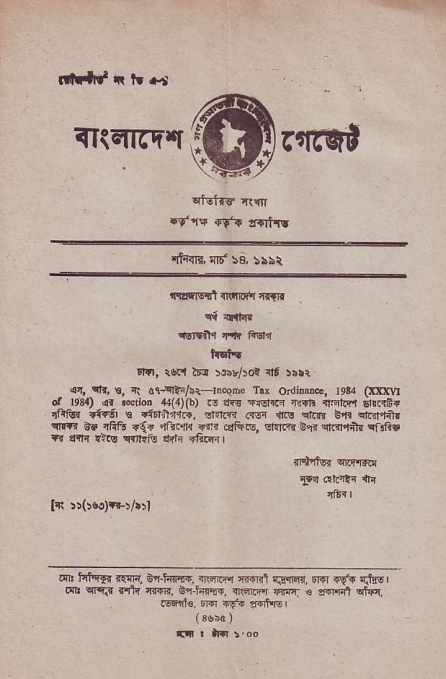 রেজিস্টার্ড নং ডি এ-১
বাংলাদেশ গেজেট
গণপ্রজাতন্ত্রী বাংলাদেশ
সরকার
অতিরিক্ত সংখ্যা
কর্তৃপক্ষ কর্তৃক প্রকাশিত
শনিবার, মার্চ ১৪, ১৯৯২
গণপ্রজাতন্ত্রী বাংলাদেশ সরকার
অর্থ মন্ত্রণালয়
অভ্যন্তরীণ সম্পদ বিভাগ
বিজ্ঞপ্তি
ঢাকা, ২৬শে চৈত্র ১৩৯৮/১০ই মার্চ ১৯৯২
এস, আর, ও, নং ৫৭-আইন/৯২—Income Tax Ordinance, 1984 (XXXVI
of 1984) এর section 44(4)(b) তে প্রদত্ত ক্ষমতাবলে সরকার বাংলাদেশ ডায়বেটিক
সমিতির কর্মকর্তা ও কর্মচারীগণকে, তাহাদের বেতন খাতে আয়ের উপর আরোপনীয়
আয়কর উক্ত সমিতি কর্তৃক পরিশোধ করার প্রেক্ষিতে, তাহাদের উপর আরোপনীয় অতিরিক্ত
কর প্রদান হইতে অব্যাহতি প্রদান করিলেন।
রাষ্ট্রপতির আদেশক্রমে
নূরুল হোসেইন খান
সচিব।
[নং ১১(১৬৩)কর-১/৯১]
মোঃ সিদ্দিকুর রহমান, উপ-নিয়ন্ত্রক, বাংলাদেশ সরকারী মুদ্রণালয়, ঢাকা কর্তৃক মুদ্রিত।
মোঃ আব্দুর রশীদ সরকার, উপ-নিয়ন্ত্রক, বাংলাদেশ ফরমস্ ও প্রকাশনী অফিস,
তেজগাঁও, ঢাকা কর্তৃক প্রকাশিত।
(৪৬৯৫)
মূল্য : টাকা ১·০০